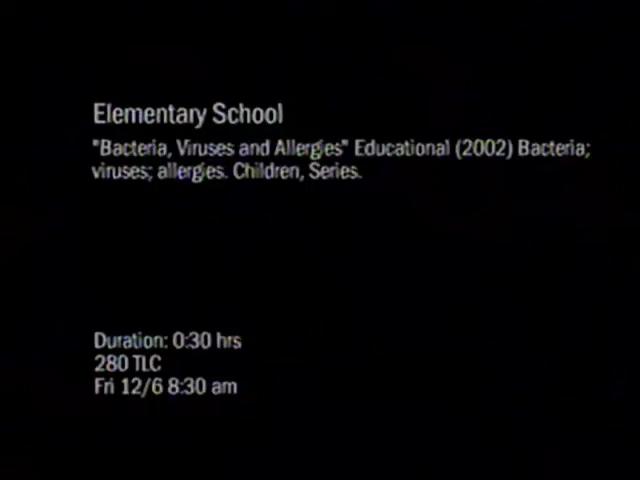 Elementary School
"Bacteria, Viruses and Allergies" Educational (2002) Bacteria;
viruses; allergies. Children, Series.
Duration: 0:30 hrs
280 TLC
Fri 12/6 8:30 am